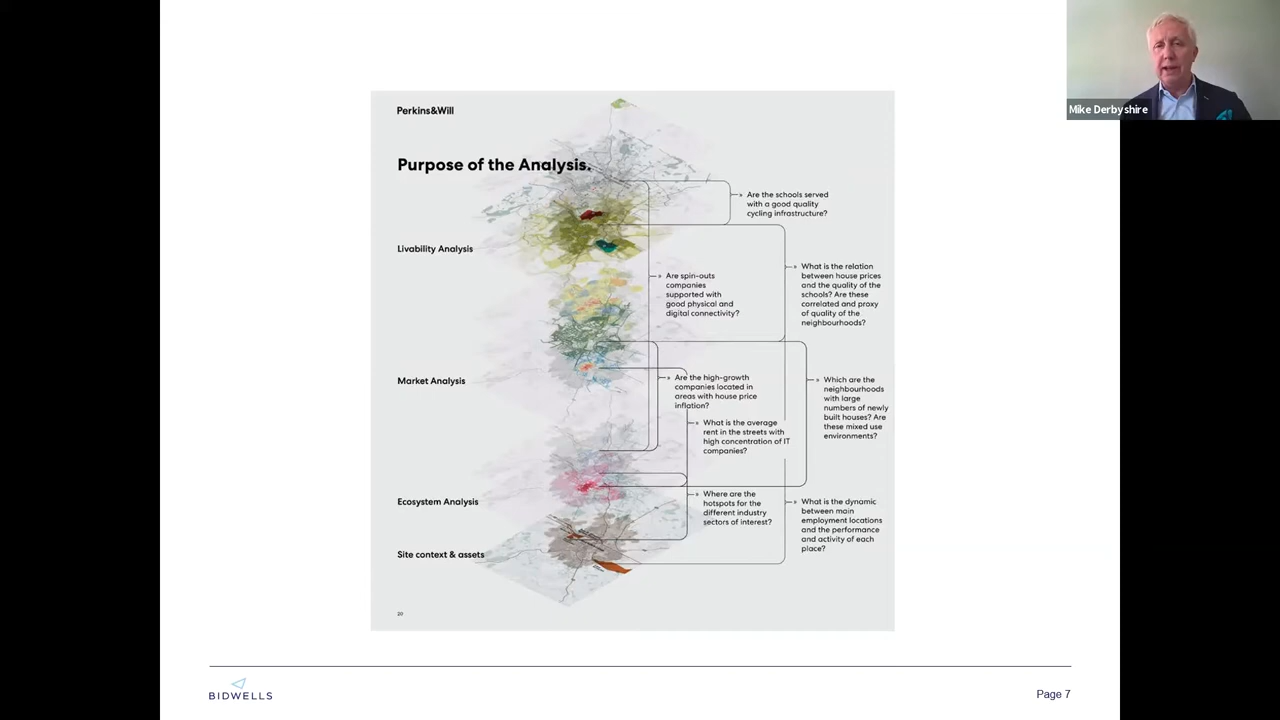 Mike Derbyshire
Perkins&Will
Purpose of the Analysis.
» Are the schools served
with a good quality
cycling infrastructure?
Livability Analysis
» Are spin-outs
companies
supported with
good physical and
digital connectivity?
» What is the relation
between house prices
and the quality of the
schools? Are these
correlated and proxy
of quality of the
neighbourhoods?
Market Analysis
» Are the high-growth
companies located in
areas with house price
inflation?
» Which are the
neighbourhoods
with large
numbers of newly
built houses? Are
these mixed use
environments?
» What is the average
rent in the streets with
high concentration of IT
companies?
Ecosystem Analysis
» Where are the
hotspots for the
different industry
sectors of interest?
» What is the dynamic
between main
employment locations
and the performance
and activity of each
place?
Site context & assets
20
BIDWELLS
Page 7